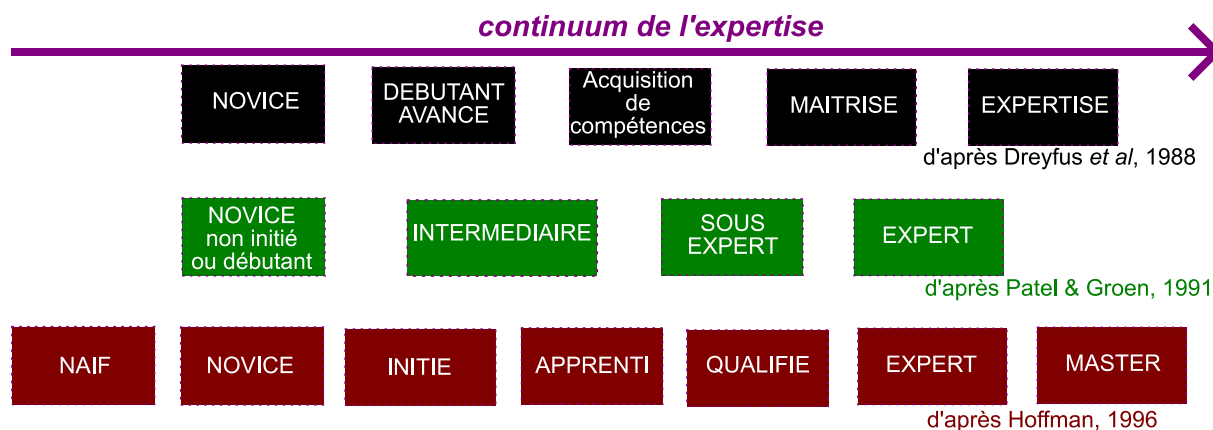 continuum de l'expertise
NOVICE
DEBUTANT
AVANCE
Acquisition
de
compétences
MAITRISE
EXPERTISE
d'après Dreyfus et al, 1988
NOVICE
non initié
ou débutant
INTERMEDIAIRE
SOUS
EXPERT
EXPERT
d'après Patel & Groen, 1991
NAIF
NOVICE
INITIE
APPRENTI
QUALIFIE
EXPERT
MASTER
d'après Hoffman, 1996